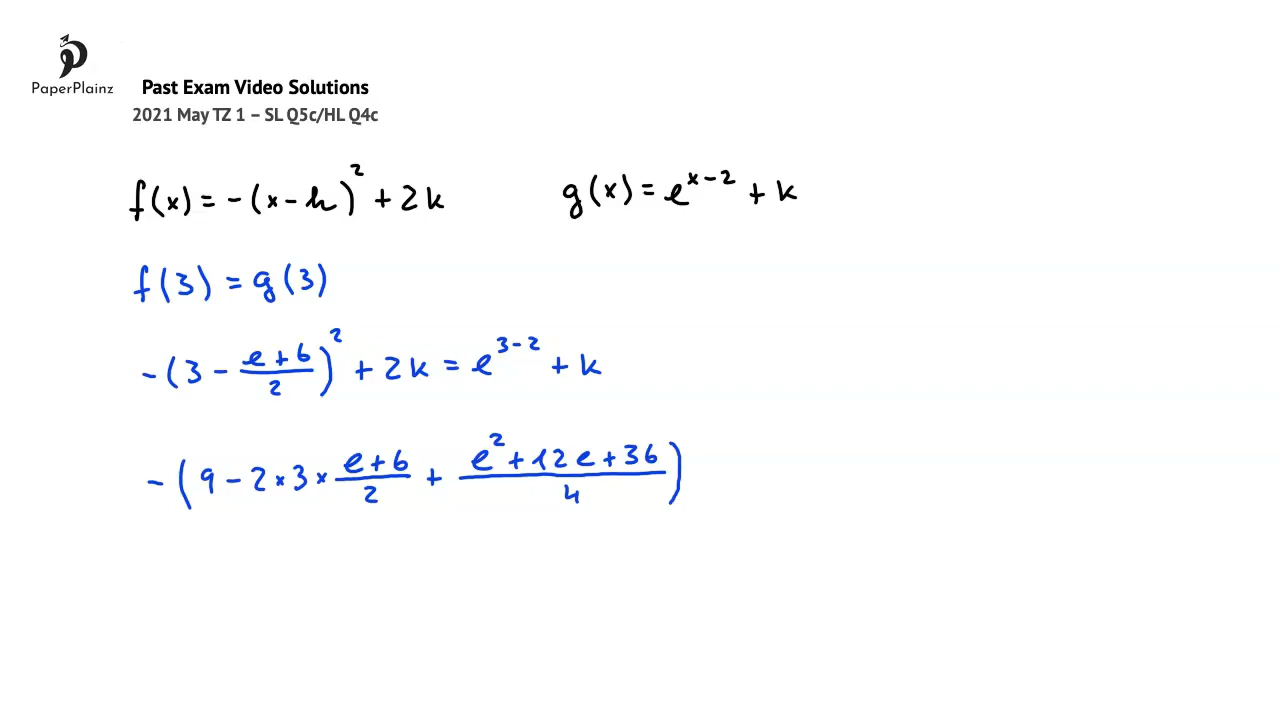 PaperPlainz
Past Exam Video Solutions
2021 May TZ 1 – SL Q5c/HL Q4c
f(x) = -(x-h)² + 2k
g(x) = e^(x-2) + k
f(3) = g(3)
-(3 - (e+6)/2)² + 2k = e^(3-2) + k
-(9 - 2×3×(e+6)/2 + (e²+12e+36)/4)